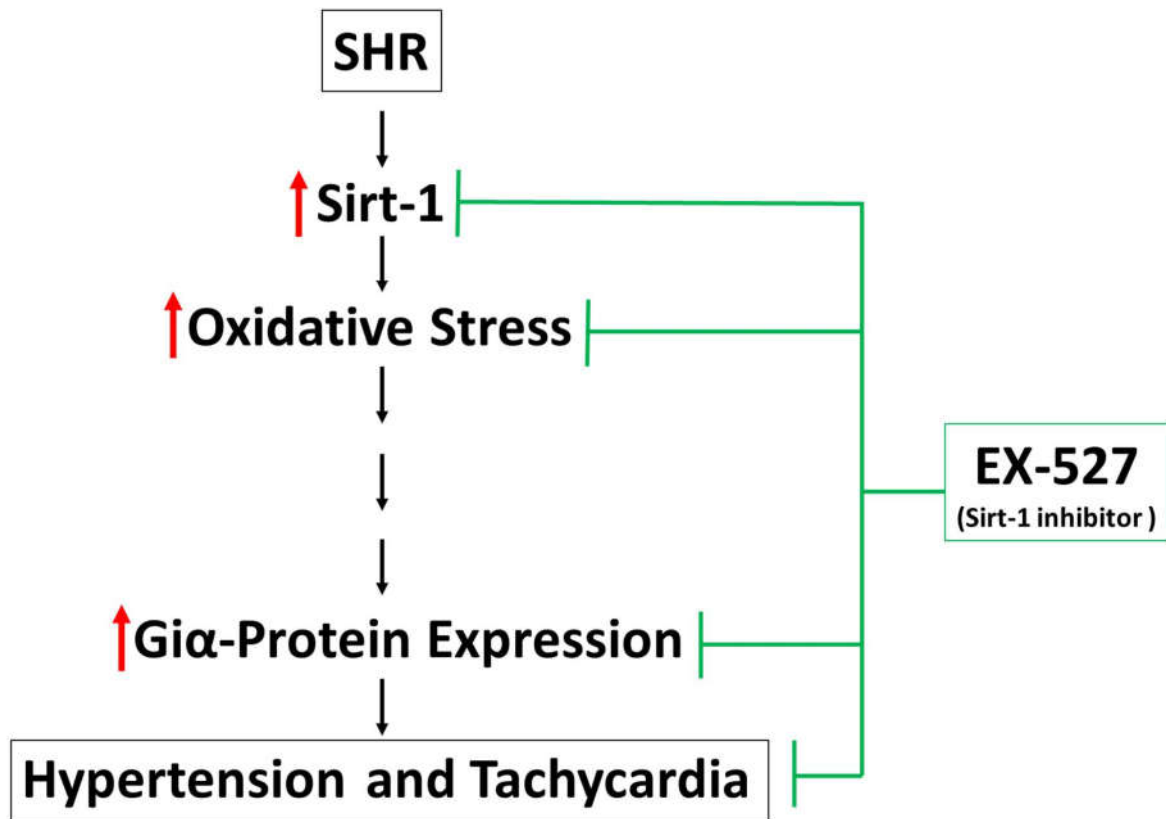 SHR
Sirt-1
Oxidative Stress
EX-527
(Sirt-1 inhibitor )
Giα-Protein Expression
Hypertension and Tachycardia